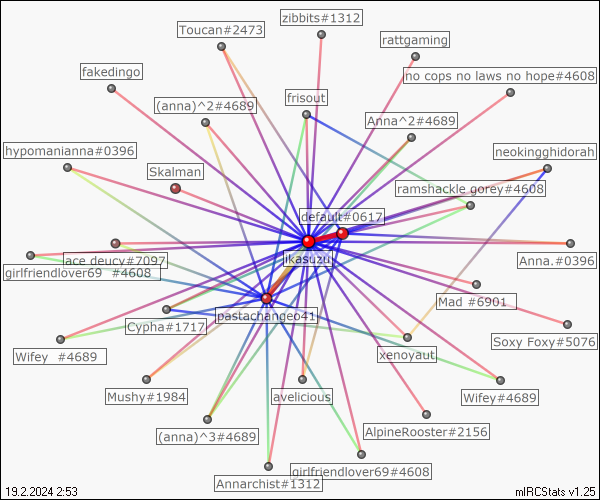 zibbits#1312
Toucan#2473
rattgaming
fakedingo
no cops no laws no hope#4608
(anna)^2#4689
frisout
Anna^2#4689
hypomanianna#0396
neokingghidorah
Skalman
ramshackle gorey#4608
default#0617
ikasuzu
ace deucy#7097
girlfriendlover69 #4608
Anna.#0396
Mad #6901
pastachange041
Cypha#1717
Soxy Foxy#5076
Wifey #4689
xenoyaut
Mushy#1984
avelicious
Wifey#4689
AlpineRooster#2156
(anna)^3#4689
girlfriendlover69#4608
Annarchist#1312
19.2.2024 2:53
mIRCStats v1.25